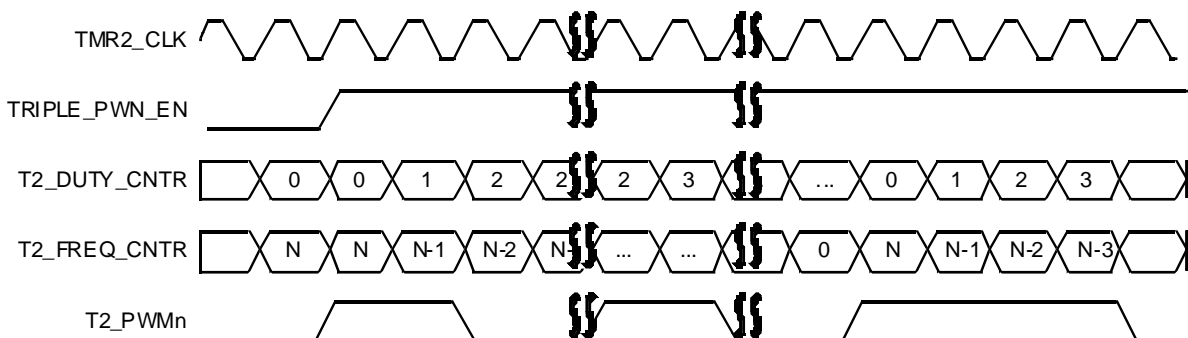 TMR2_CLK
TRIPLE_PWN_EN
T2_DUTY_CNTR 0 0 1 2 2 2 3 ... 0 1 2 3
T2_FREQ_CNTR N N N-1 N-2 N- ... ... 0 N N-1 N-2 N-3
T2_PWMn